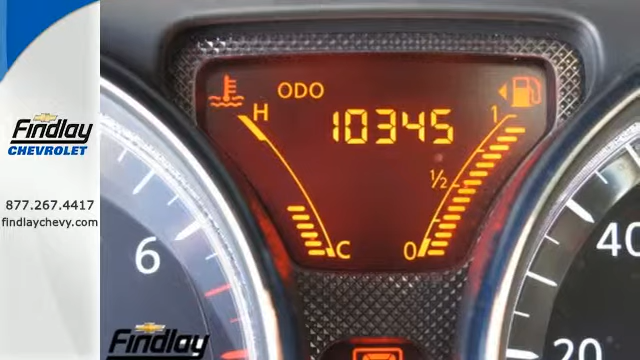 Findlay
CHEVROLET
877.267.4417
findlaychevy.com
ODO
10345
H
C
1
1/2
0
6
40
20
Findlay